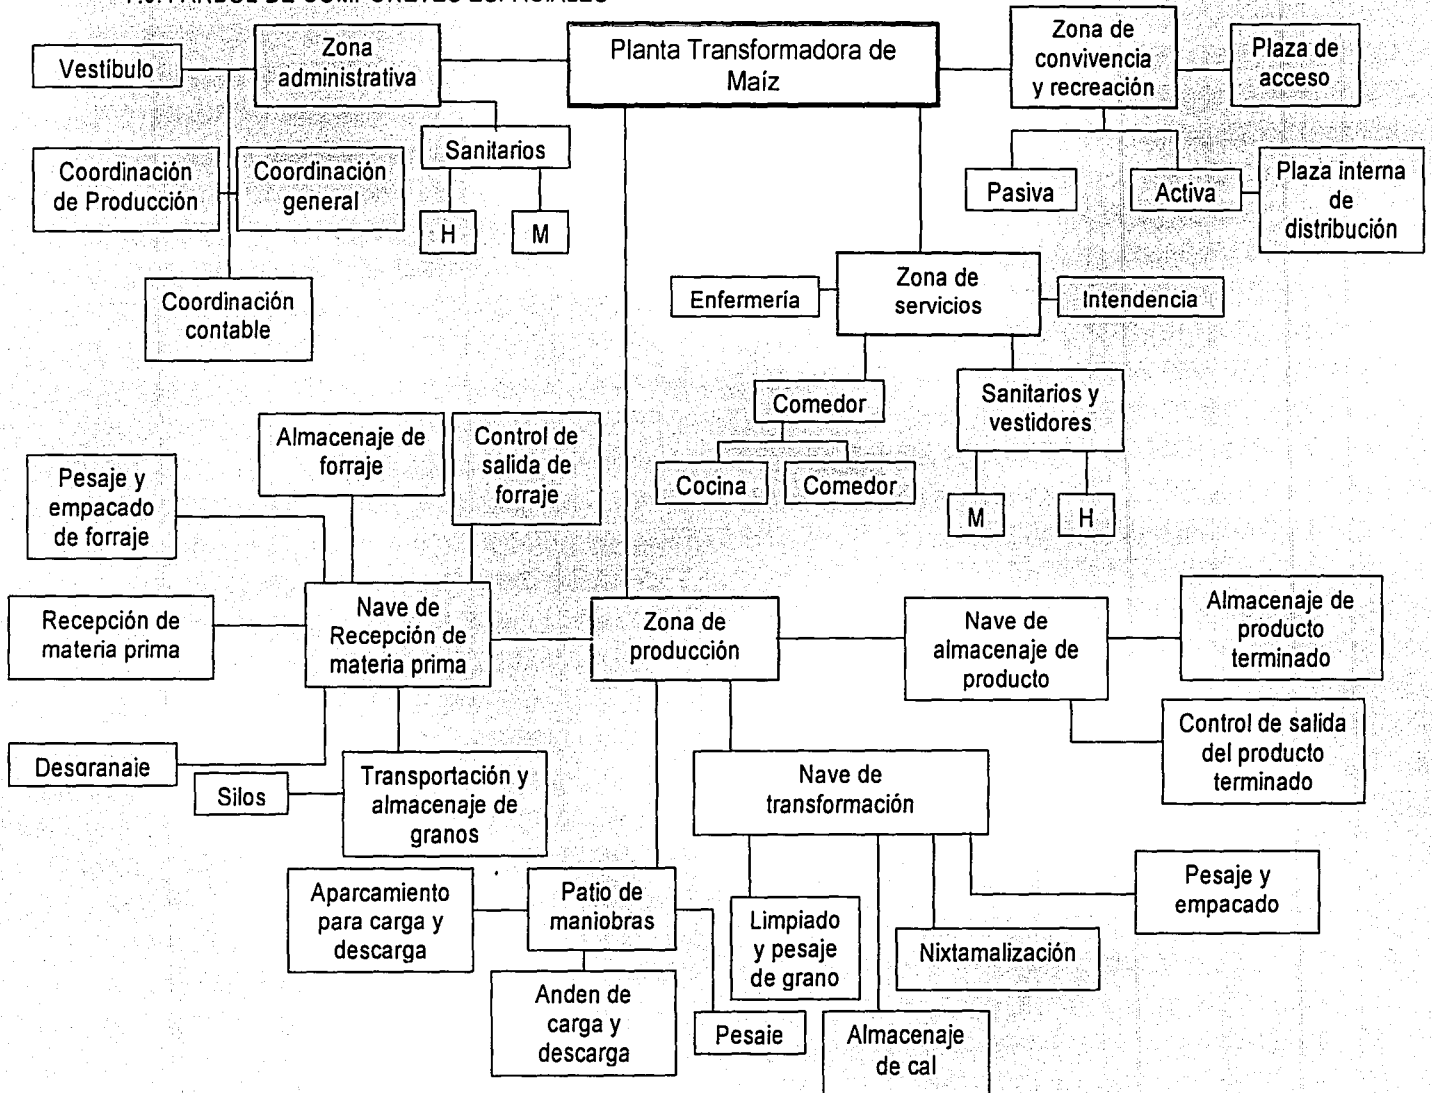 Zona
administrativa
Planta Transformadora de
Maíz
Zona de
convivencia
y recreación
Plaza de
acceso
Vestíbulo
Sanitarios
H
M
Coordinación
de Producción
Coordinación
general
Coordinación
contable
Pasiva
Activa
Plaza interna
de
distribución
Enfermería
Zona de
servicios
Intendencia
Comedor
Cocina
Comedor
Sanitarios y
vestidores
M
H
Almacenaje de
forraje
Control de
salida de
forraje
Pesaje y
empacado
de forraje
Recepción de
materia prima
Nave de
Recepción de
materia prima
Zona de
producción
Nave de
almacenaje de
producto
Almacenaje de
producto
terminado
Control de salida
del producto
terminado
Desgranaje
Silos
Transportación y
almacenaje de
granos
Nave de
transformación
Aparcamiento
para carga y
descarga
Patio de
maniobras
Anden de
carga y
descarga
Pesaje
Limpiado
y pesaje
de grano
Almacenaje
de cal
Nixtamalización
Pesaje y
empacado